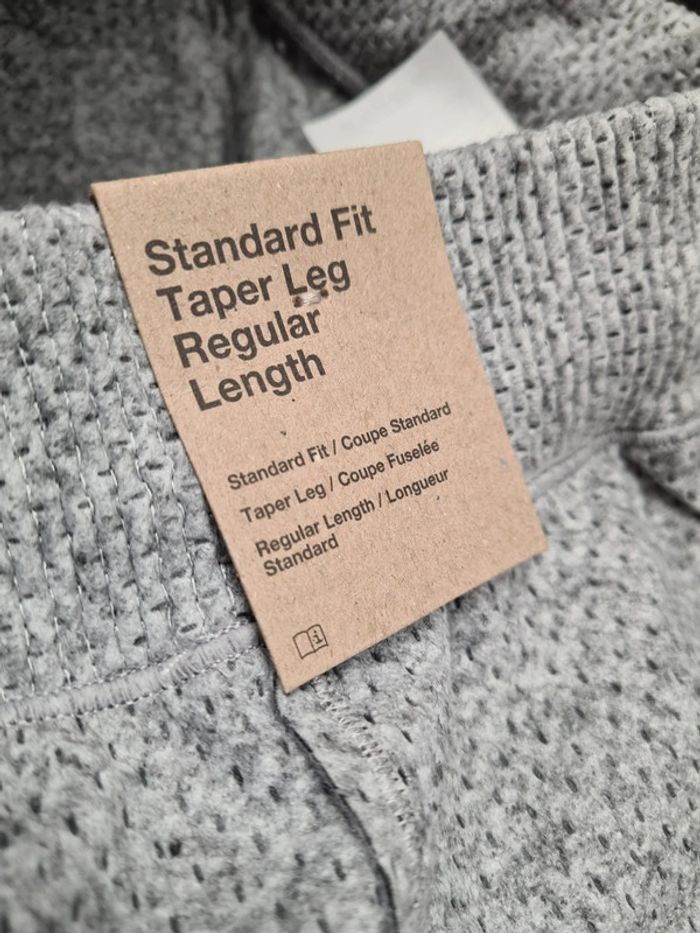 Standard Fit
Taper Leg
Regular
Length
Standard Fit / Coupe Standard
Taper Leg / Coupe Fuselée
Regular Length / Longueur
Standard